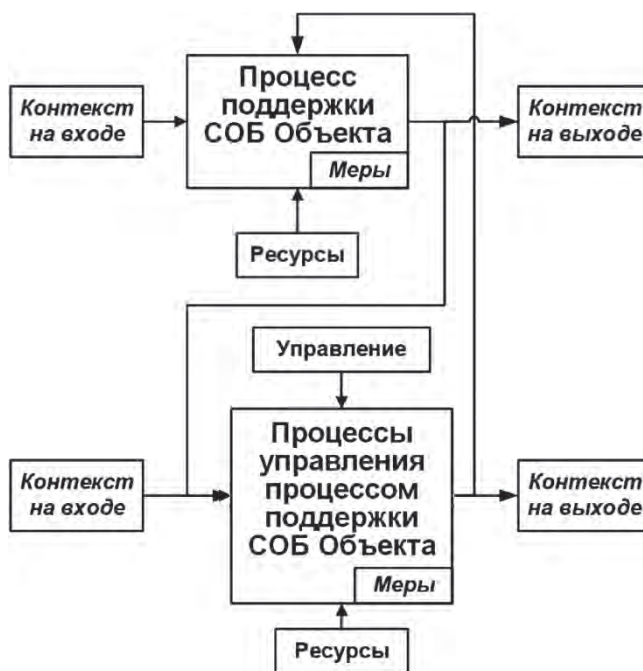 Процесс
поддержки
СОБ Объекта
Меры
Контекст
на входе
Контекст
на выходе
Ресурсы
Управление
Процессы
управления
процессом
поддержки
СОБ Объекта
Меры
Контекст
на входе
Контекст
на выходе
Ресурсы